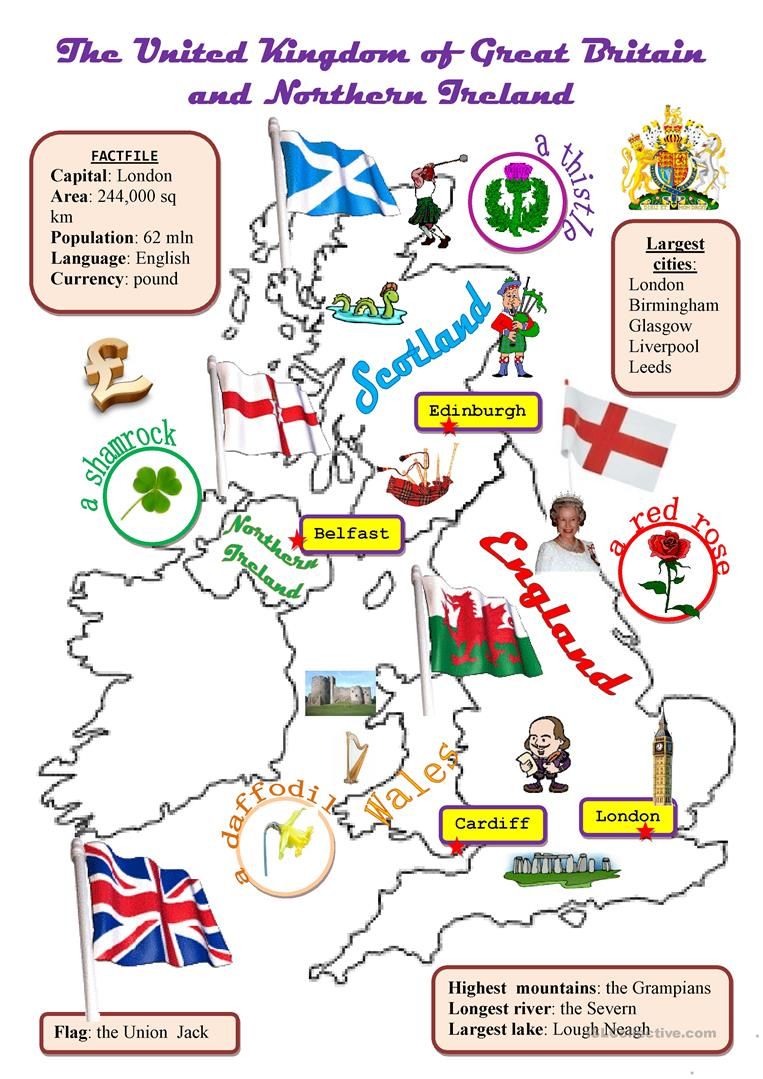 The United Kingdom of Great Britain
and Northern Ireland
FACTFILE
Capital: London
Area: 244,000 sq
km
Population: 62 mln
Language: English
Currency: pound
a thistle
Largest
cities:
London
Birmingham
Glasgow
Liverpool
Leeds
Scotland
Edinburgh
a shamrock
Northern
Ireland
Belfast
England
a red rose
Wales
a daffodil
Cardiff
London
Flag: the Union Jack
Highest mountains: the Grampians
Longest river: the Severn
Largest lake: Lough Neagh